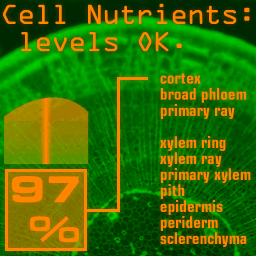 Cell Nutrients:
levels OK.
cortex
broad phloem
primary ray
xylem ring
xylem ray
primary xylem
pith
epidermis
periderm
sclerenchyma
97
%